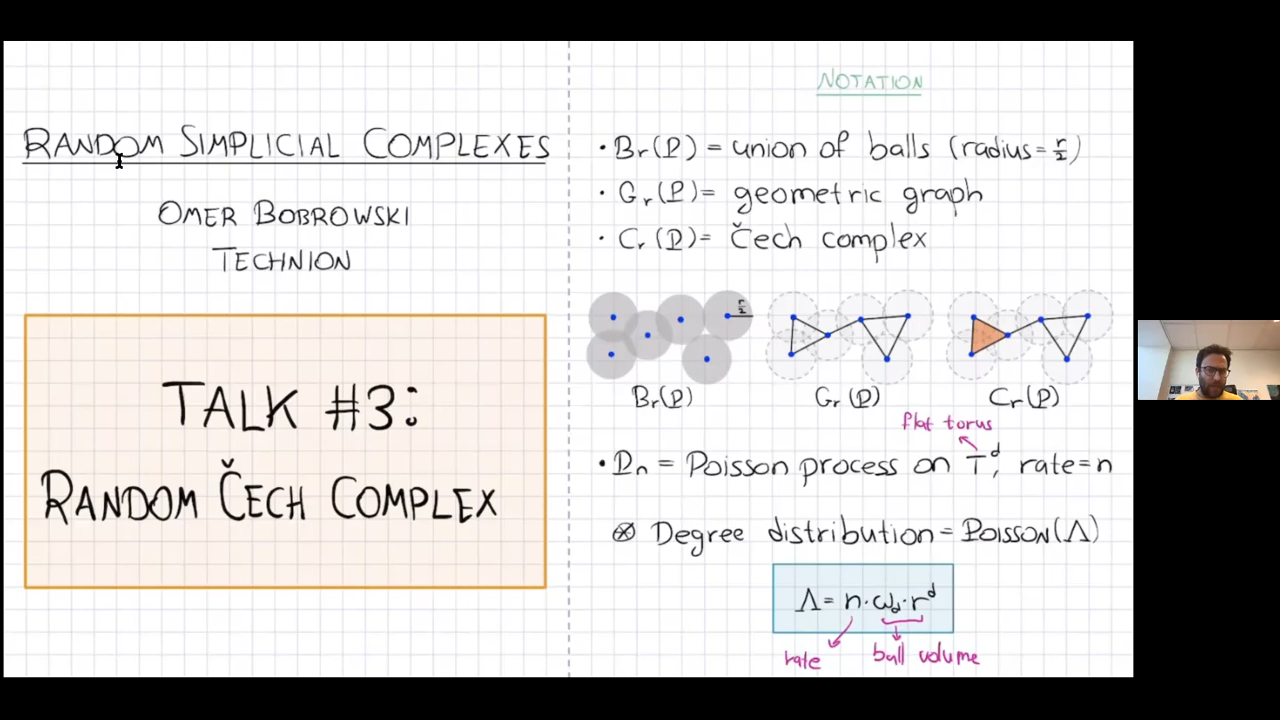 RANDOM SIMPLICIAL COMPLEXES
OMER BOBROWSKI
TECHNION
TALK #3:
RANDOM ČECH COMPLEX
NOTATION
• Br(P) = union of balls (radius = r/2)
• Gr(P) = geometric graph
• Cr(P) = Čech complex
r/2
Br(P) Gr(P) Cr(P)
flat torus
• Pn = Poisson process on T^d, rate = n
⊛ Degree distribution = POISSON(Λ)
Λ = n·ω_d·r^d
rate ball volume